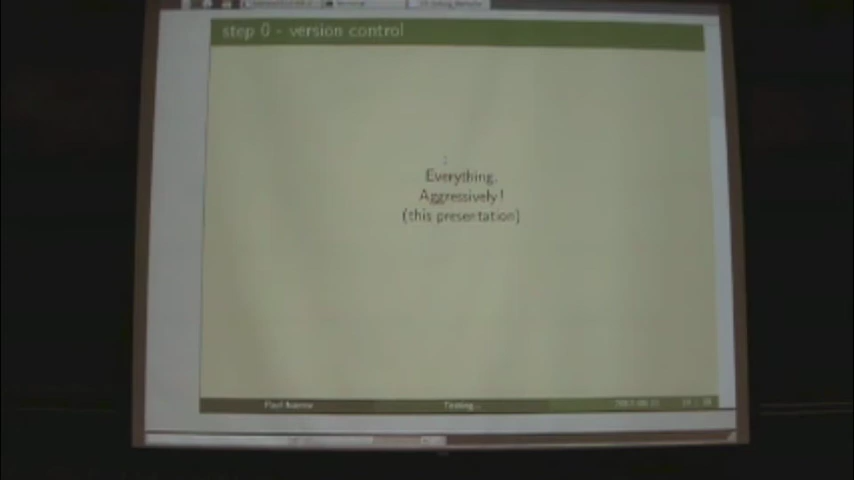 step 0 - version control
Everything.
Aggressively!
(this presentation)
Testing...